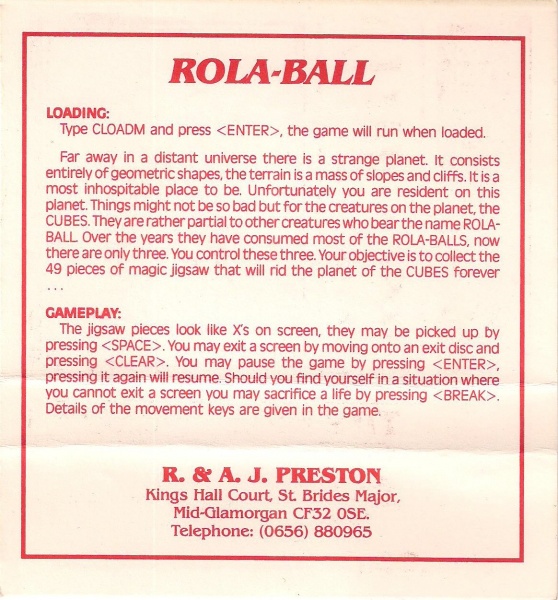 ROLA-BALL
LOADING:
Type CLOADM and press <ENTER>, the game will run when loaded.
Far away in a distant universe there is a strange planet. It consists
entirely of geometric shapes, the terrain is a mass of slopes and cliffs. It is a
most inhospitable place to be. Unfortunately you are resident on this
planet. Things might not be so bad but for the creatures on the planet, the
CUBES. They are rather partial to other creatures who bear the name ROLA-
BALL. Over the years they have consumed most of the ROLA-BALLS, now
there are only three. You control these three. Your objective is to collect the
49 pieces of magic jigsaw that will rid the planet of the CUBES forever
...
GAMEPLAY:
The jigsaw pieces look like X's on screen, they may be picked up by
pressing <SPACE>. You may exit a screen by moving onto an exit disc and
pressing <CLEAR>. You may pause the game by pressing <ENTER>,
pressing it again will resume. Should you find yourself in a situation where
you cannot exit a screen you may sacrifice a life by pressing <BREAK>.
Details of the movement keys are given in the game.
R. & A. J. PRESTON
Kings Hall Court, St. Brides Major,
Mid-Glamorgan CF32 0SE.
Telephone: (0656) 880965